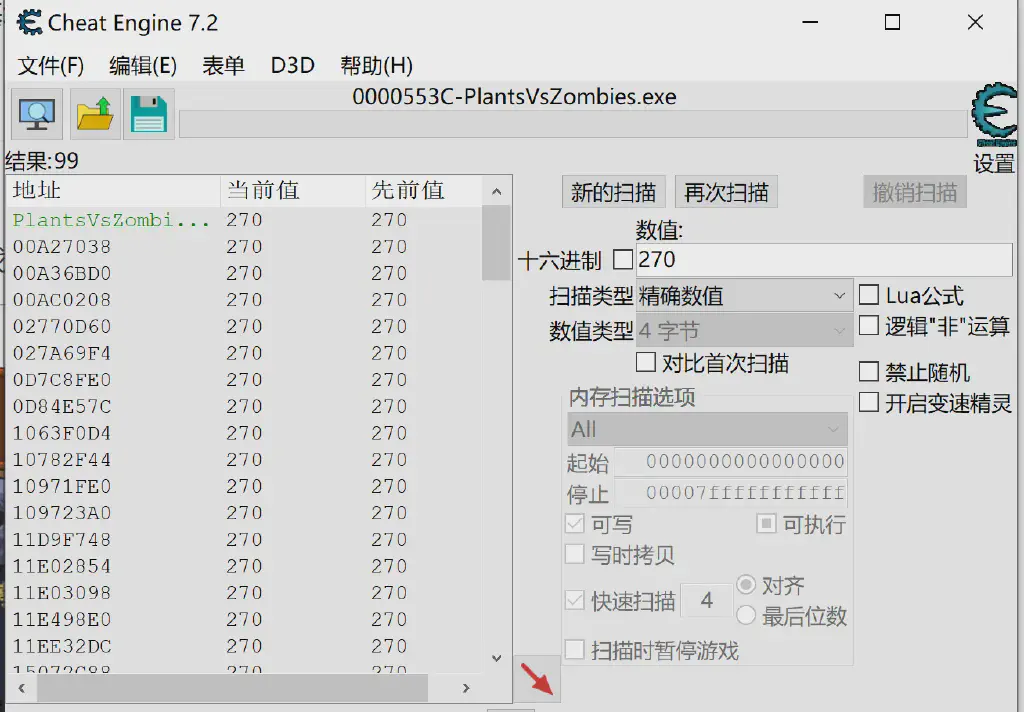 Cheat Engine 7.2
文件(F) 编辑(E) 表单 D3D 帮助(H)
0000553C-PlantsVsZombies.exe
结果:99
设置
地址 当前值 先前值
新的扫描 再次扫描 撤销扫描
PlantsVsZombi... 270 270
数值:
00A27038 270 270
十六进制 270
00A36BD0 270 270
扫描类型 精确数值 Lua公式
00AC0208 270 270
数值类型 4 字节 逻辑"非"运算
02770D60 270 270
对比首次扫描
027A69F4 270 270
禁止随机
0D7C8FE0 270 270
内存扫描选项 开启变速精灵
0D84E57C 270 270
All
1063F0D4 270 270
起始 0000000000000000
10782F44 270 270
停止 00007fffffffffff
10971FE0 270 270
可写 可执行
109723A0 270 270
写时拷贝
11D9F748 270 270
对齐
11E02854 270 270
快速扫描 4
11E03098 270 270
最后位数
11E498E0 270 270
扫描时暂停游戏
11EE32DC 270 270
15072C88 270 270